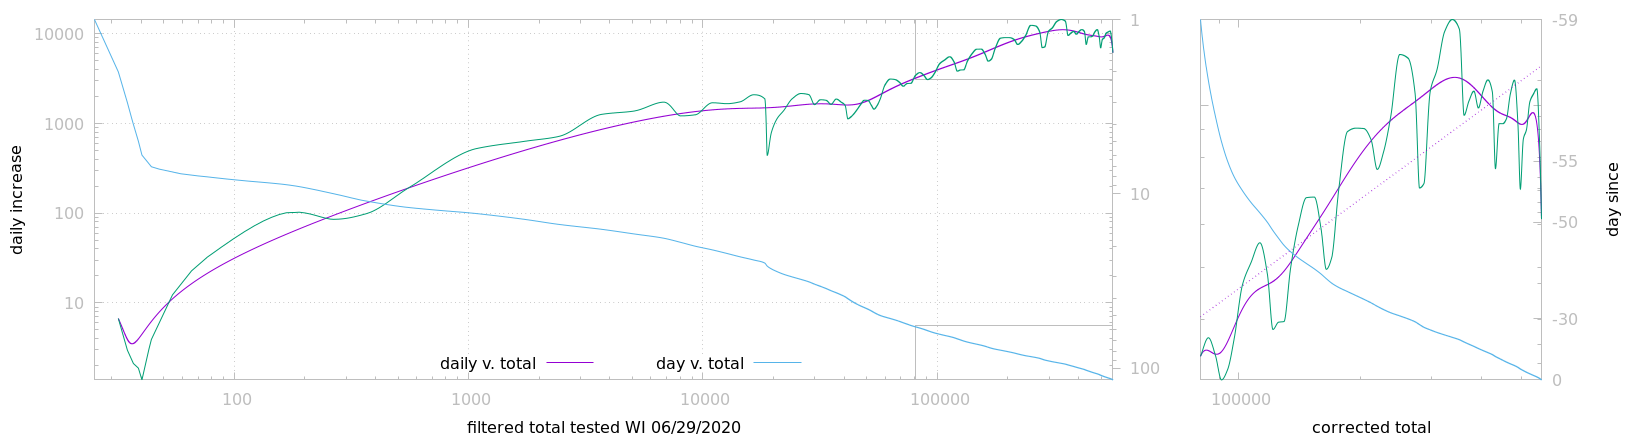 10000
1000
100
10
daily increase
100
1000
10000
100000
filtered total tested WI 06/29/2020
daily v. total
day v. total
1
10
100
100000
corrected total
-59
-55
-50
-30
0
day since